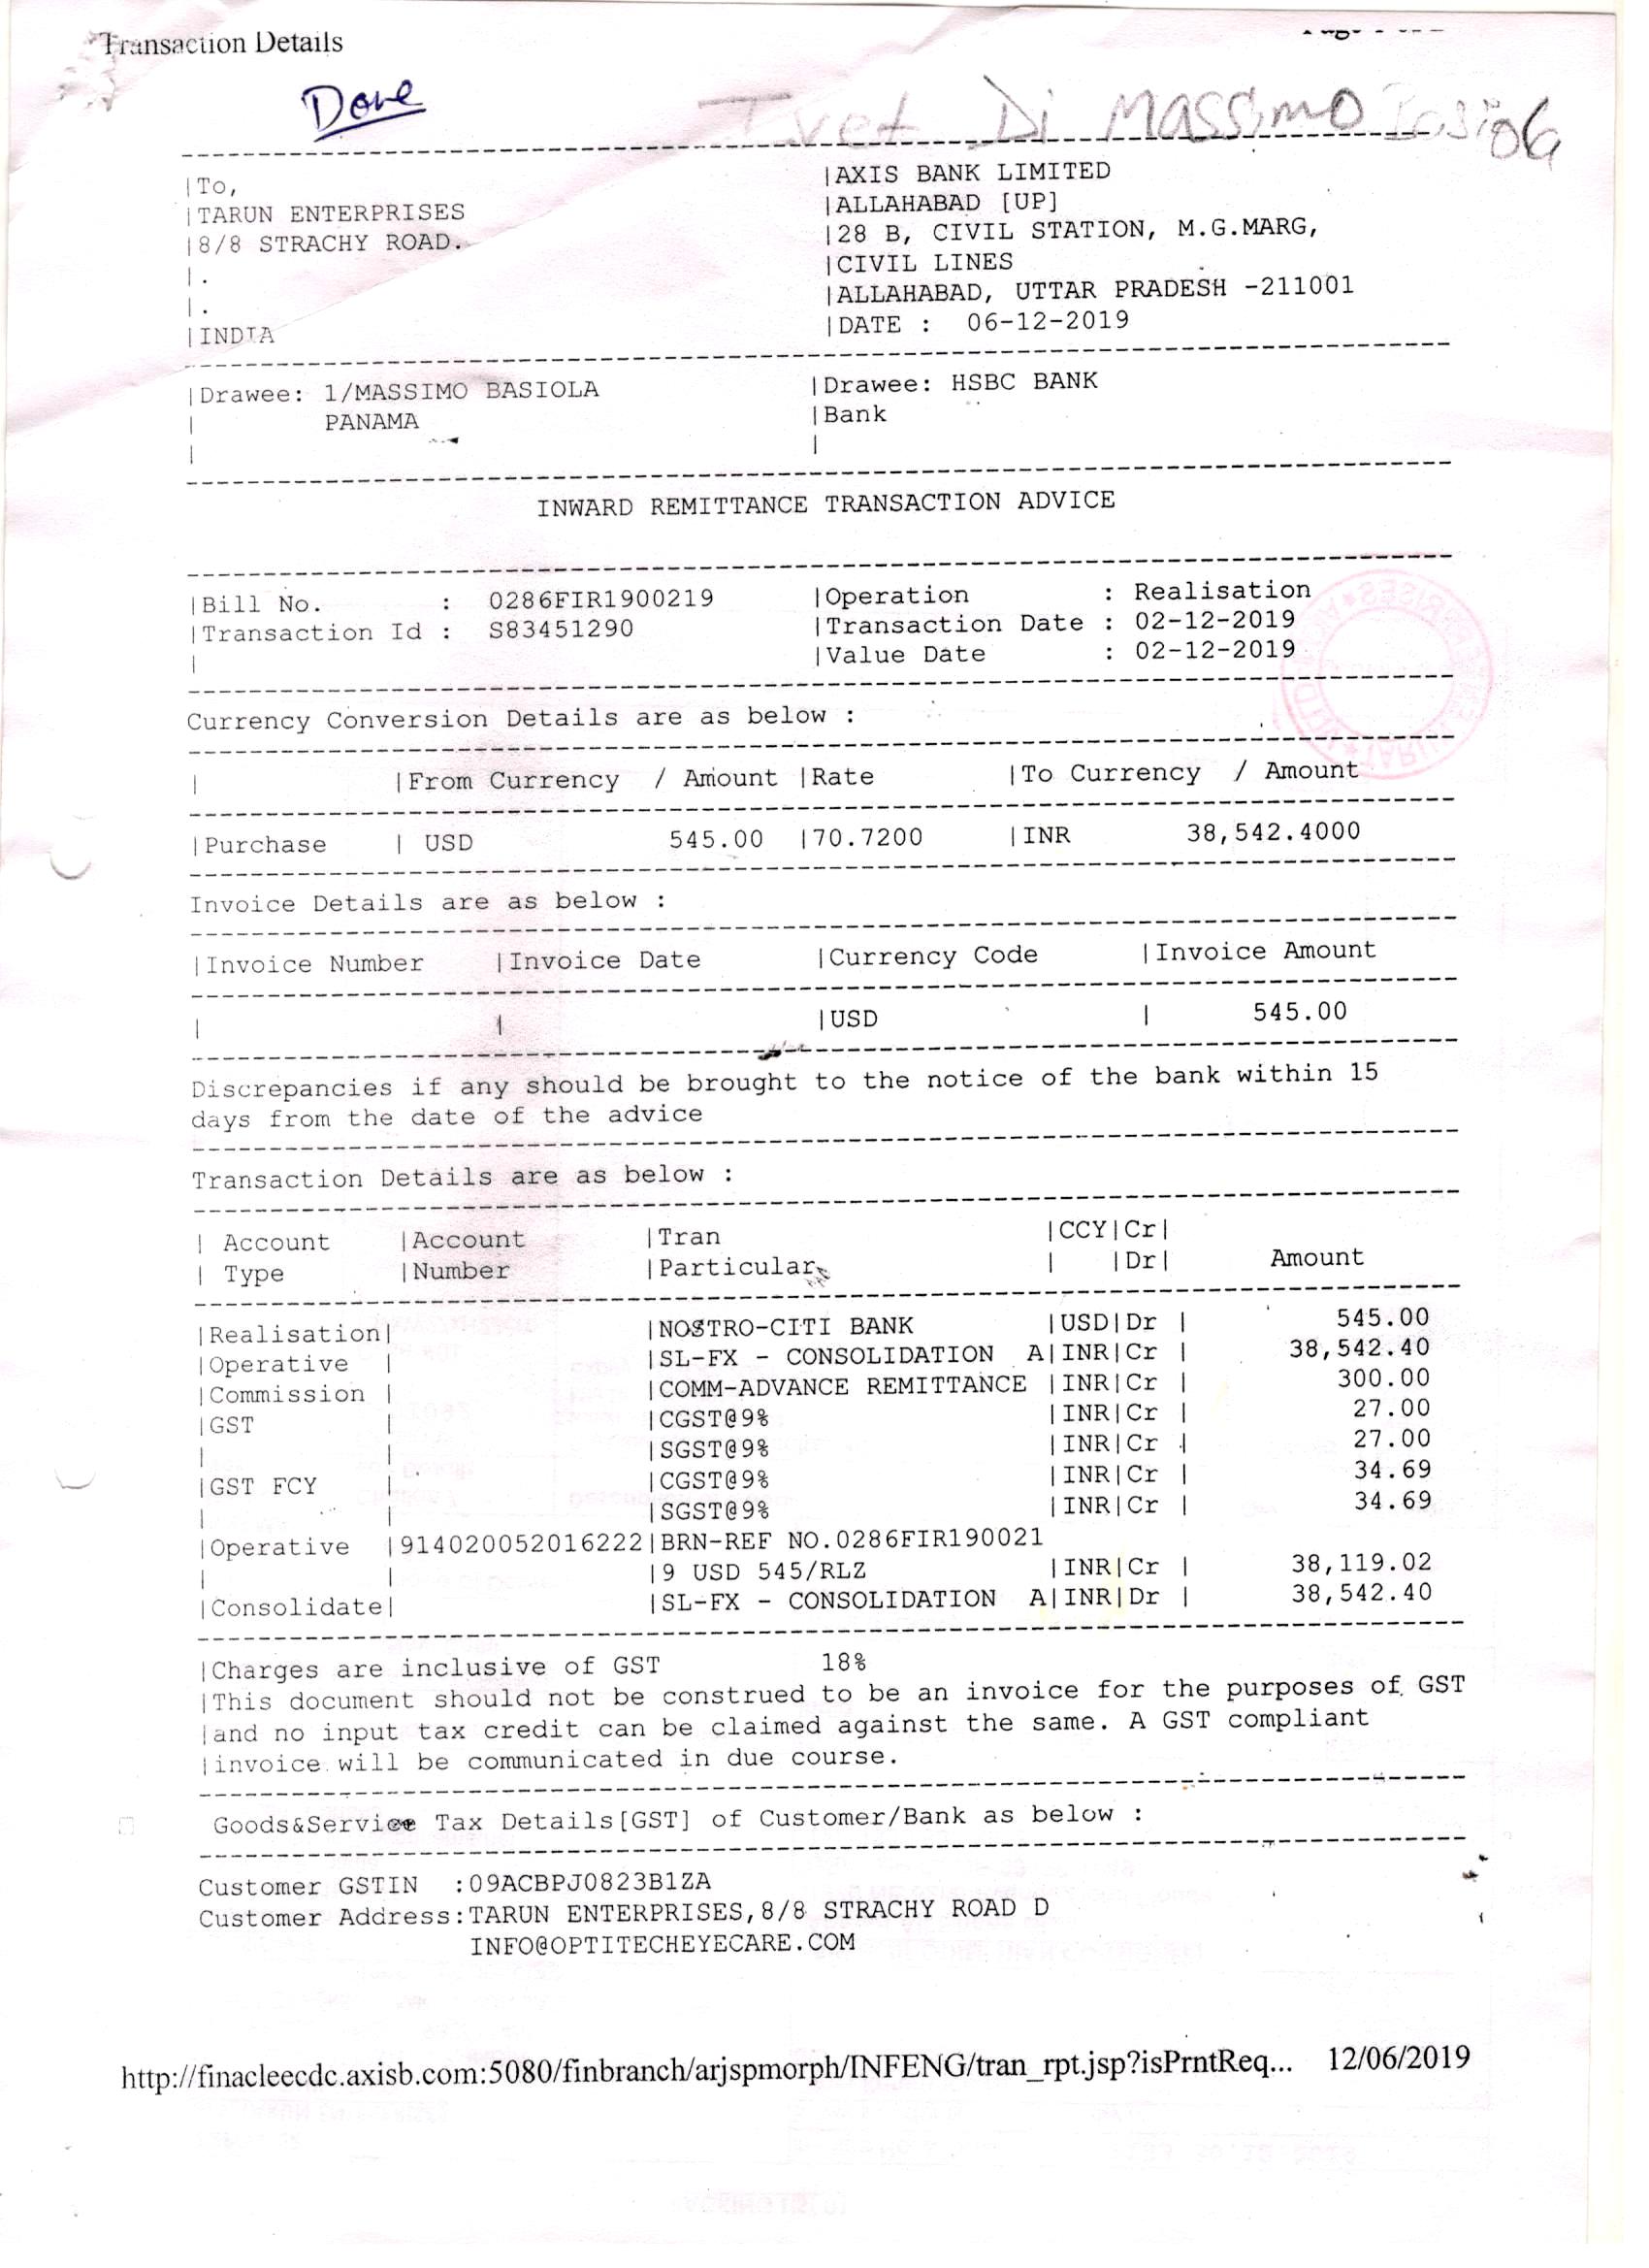 Transaction Details
Done
Ivet Di Massimo
To,
TARUN ENTERPRISES
8/8 STRACHY ROAD.
.
.
INDIA
AXIS BANK LIMITED
ALLAHABAD [UP]
28 B, CIVIL STATION, M.G.MARG,
CIVIL LINES
ALLAHABAD, UTTAR PRADESH -211001
DATE : 06-12-2019
Drawee: 1/MASSIMO BASIOLA
PANAMA
Drawee: HSBC BANK
Bank
INWARD REMITTANCE TRANSACTION ADVICE
|Bill No. : 0286FIR1900219 |Operation : Realisation
|Transaction Id : S83451290 |Transaction Date : 02-12-2019
| |Value Date : 02-12-2019
Currency Conversion Details are as below :
| |From Currency / Amount |Rate |To Currency / Amount
|Purchase | USD 545.00 |70.7200 |INR 38,542.4000
Invoice Details are as below :
|Invoice Number |Invoice Date |Currency Code |Invoice Amount
| | |USD | 545.00
Discrepancies if any should be brought to the notice of the bank within 15
days from the date of the advice
Transaction Details are as below :
| Account |Account |Tran |CCY|Cr|
| Type |Number |Particular | |Dr| Amount
|Realisation| |NOSTRO-CITI BANK |USD|Dr | 545.00
|Operative | |SL-FX - CONSOLIDATION A|INR|Cr | 38,542.40
|Commission | |COMM-ADVANCE REMITTANCE |INR|Cr | 300.00
|GST | |CGST@9% |INR|Cr | 27.00
| | |SGST@9% |INR|Cr | 27.00
|GST FCY | |CGST@9% |INR|Cr | 34.69
| | |SGST@9% |INR|Cr | 34.69
|Operative |914020052016222|BRN-REF NO.0286FIR190021
| | |9 USD 545/RLZ |INR|Cr | 38,119.02
|Consolidate| |SL-FX - CONSOLIDATION A|INR|Dr | 38,542.40
|Charges are inclusive of GST 18%
|This document should not be construed to be an invoice for the purposes of GST
|and no input tax credit can be claimed against the same. A GST compliant
|invoice will be communicated in due course.
Goods&Service Tax Details[GST] of Customer/Bank as below :
Customer GSTIN :09ACBPJ0823B1ZA
Customer Address:TARUN ENTERPRISES,8/8 STRACHY ROAD D
INFO@OPTITECHEYECARE.COM
http://finacleecdc.axisb.com:5080/finbranch/arjspmorph/INFENG/tran_rpt.jsp?isPrntReq... 12/06/2019